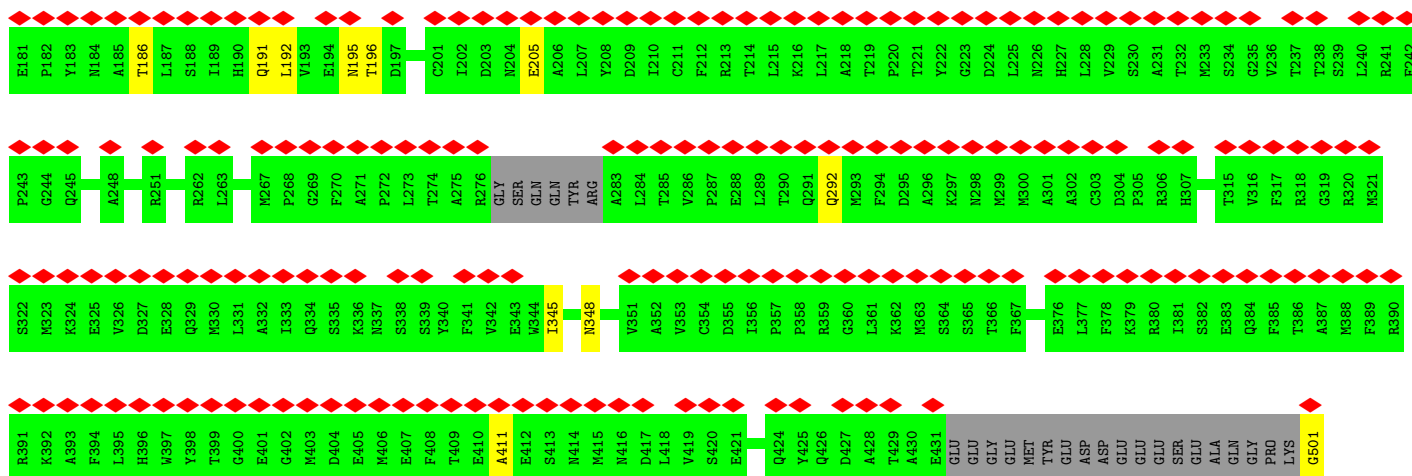 E181 P182 Y183 N184 A185 T186 L187 S188 I189 H190 Q191 L192 V193 E194 N195 T196 D197 C201 I202 D203 N204 E205 A206 L207 Y208 D209 I210 C211 F212 R213 T214 L215 K216 L217 A218 T219 P220 T221 Y222 G223 D224 L225 N226 H227 L228 V229 S230 A231 T232 M233 S234 G235 V236 T237 T238 S239 L240 R241 F242
P243 G244 Q245 A248 R251 R262 L263 M267 P268 G269 F270 A271 P272 L273 T274 A275 R276 GLY SER GLN GLN TYR ARG A283 L284 T285 V286 P287 E288 L289 T290 Q291 Q292 M293 F294 D295 A296 K297 N298 M299 M300 A301 A302 C303 D304 P305 R306 H307 T315 V316 F317 R318 G319 R320 M321
S322 M323 K324 E325 V326 D327 E328 Q329 M330 L331 A332 I333 Q334 S335 K336 N337 S338 S339 Y340 F341 V342 E343 W344 I345 N348 V351 A352 V353 C354 D355 I356 P357 P358 R359 G360 L361 K362 M363 S364 S365 T366 F367 E376 L377 F378 K379 R380 I381 S382 E383 Q384 F385 T386 A387 M388 F389 R390
R391 K392 A393 F394 L395 H396 W397 Y398 T399 G400 E401 G402 M403 D404 E405 M406 E407 F408 T409 E410 A411 E412 S413 N414 M415 N416 D417 L418 V419 S420 E421 Q424 Y425 Q426 D427 A428 T429 A430 E431 GLU GLU GLY GLU MET TYR GLU ASP ASP GLU GLU GLU SER GLU ALA GLN GLY PRO LYS G501